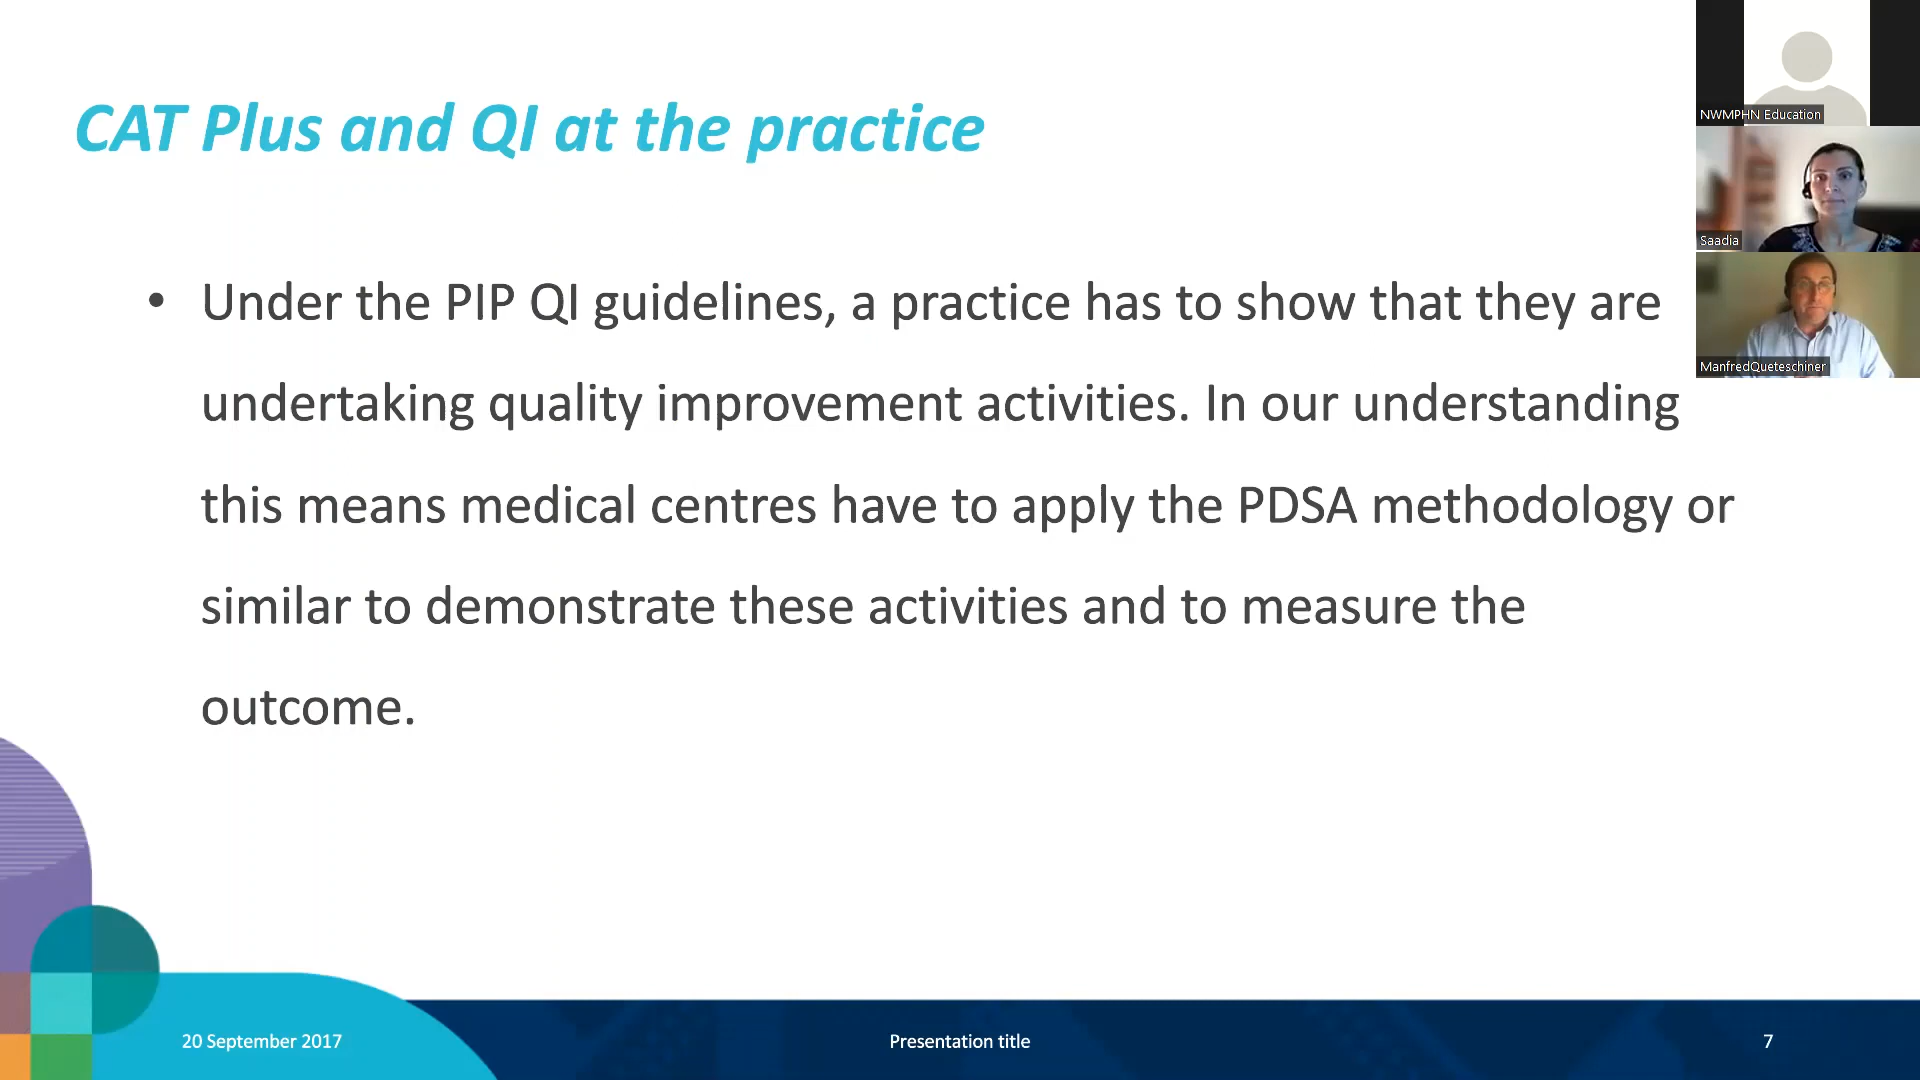 CAT Plus and QI at the practice
• Under the PIP QI guidelines, a practice has to show that they are
undertaking quality improvement activities. In our understanding
this means medical centres have to apply the PDSA methodology or
similar to demonstrate these activities and to measure the
outcome.
NWMPHN Education
Saadia
ManfredQueteschiner
20 September 2017
Presentation title
7